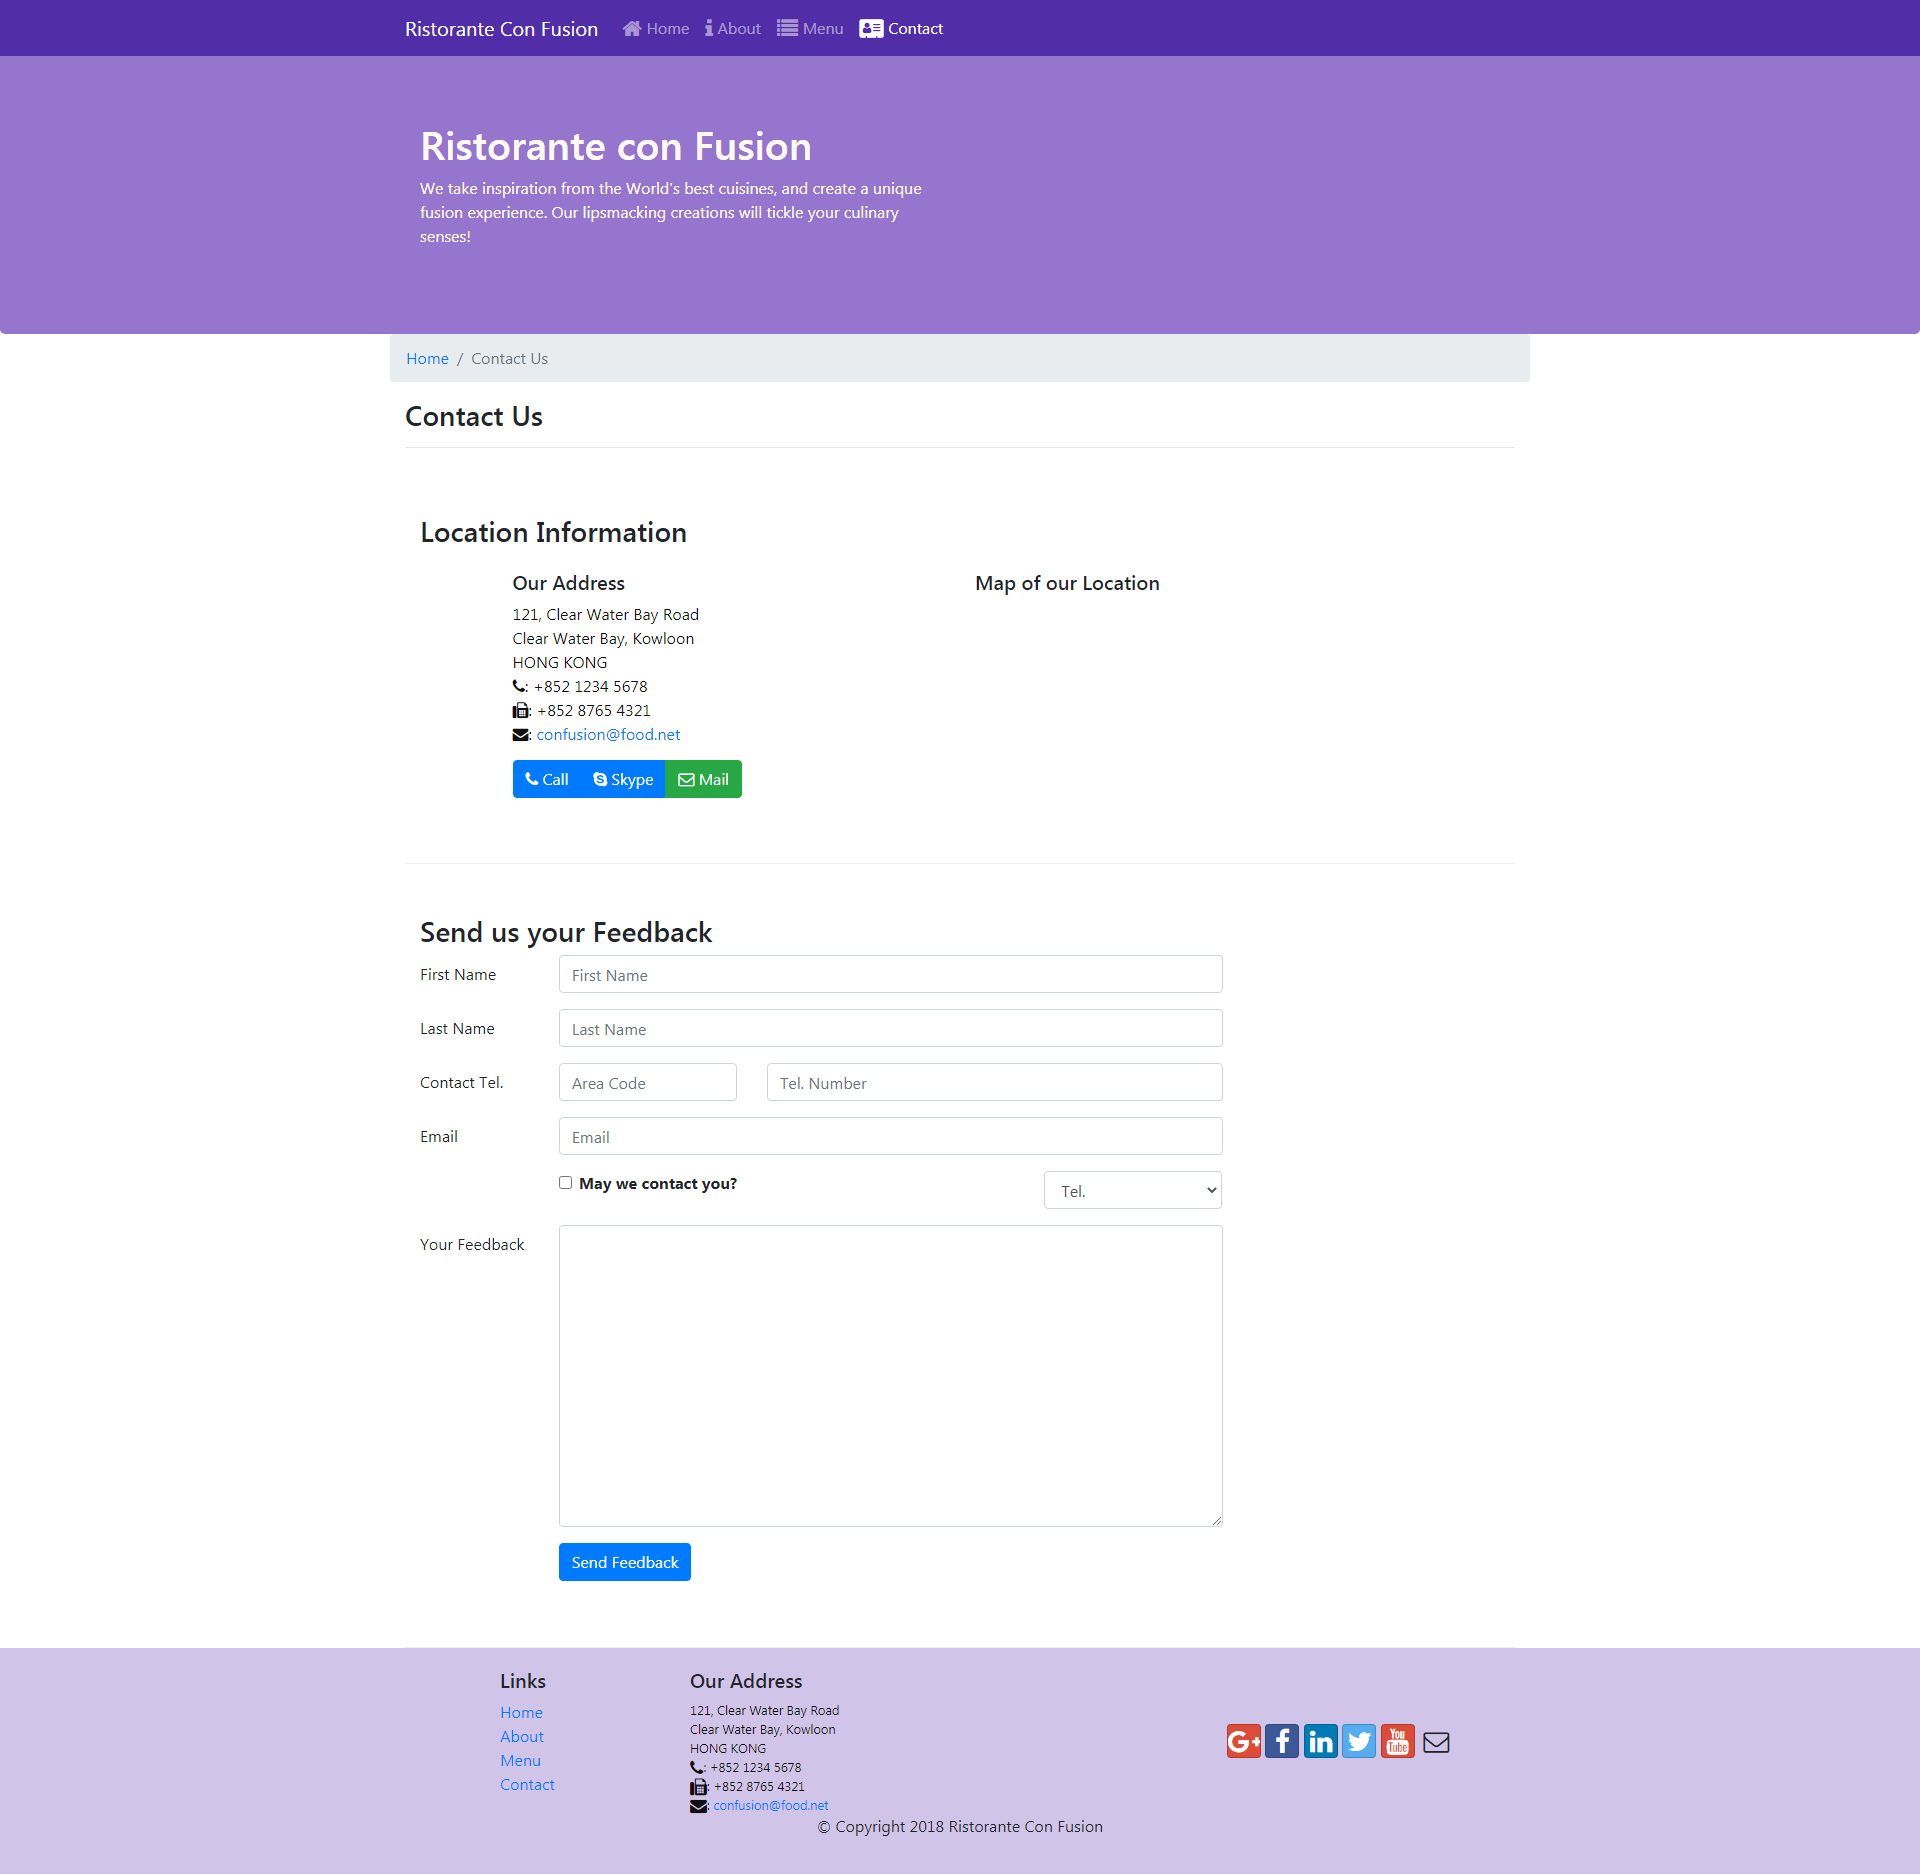 Ristorante Con Fusion Home About Menu Contact
Ristorante con Fusion
We take inspiration from the World's best cuisines, and create a unique
fusion experience. Our lipsmacking creations will tickle your culinary
senses!
Home / Contact Us
Contact Us
Location Information
Our Address
121, Clear Water Bay Road
Clear Water Bay, Kowloon
HONG KONG
: +852 1234 5678
: +852 8765 4321
: confusion@food.net
Call Skype Mail
Map of our Location
Send us your Feedback
First Name First Name
Last Name Last Name
Contact Tel. Area Code Tel. Number
Email Email
May we contact you? Tel.
Your Feedback
Send Feedback
Links
Home
About
Menu
Contact
Our Address
121, Clear Water Bay Road
Clear Water Bay, Kowloon
HONG KONG
: +852 1234 5678
: +852 8765 4321
: confusion@food.net
G+ f in You Tube
© Copyright 2018 Ristorante Con Fusion